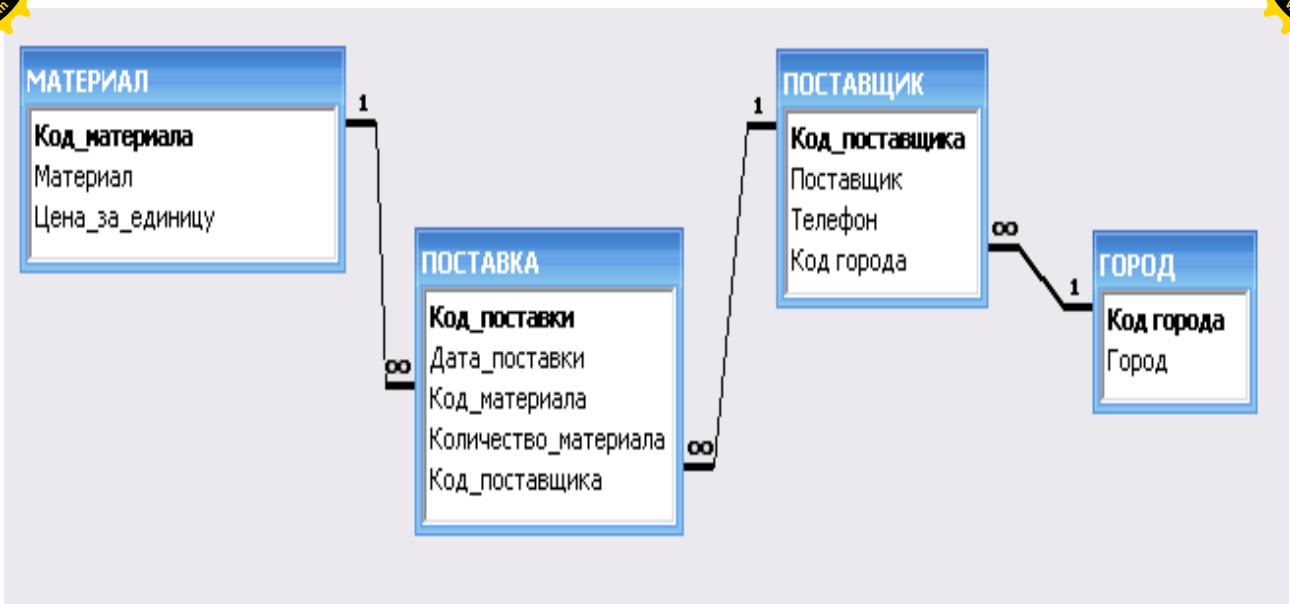 МАТЕРИАЛ
Код_материала
Материал
Цена_за_единицу
1
∞
ПОСТАВКА
Код_поставки
Дата_поставки
Код_материала
Количество_материала
Код_поставщика
∞
1
ПОСТАВЩИК
Код_поставщика
Поставщик
Телефон
Код города
∞
1
ГОРОД
Код города
Город